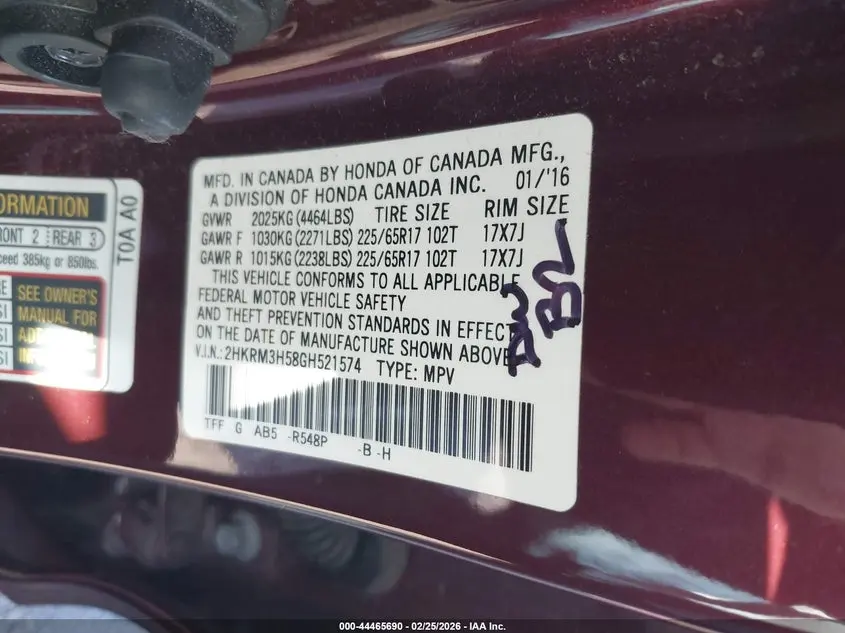 MFD. IN CANADA BY HONDA OF CANADA MFG.,
A DIVISION OF HONDA CANADA INC. 01/'16
GVWR 2025KG (4464LBS) TIRE SIZE RIM SIZE
GAWR F 1030KG (2271LBS) 225/65R17 102T 17X7J
GAWR R 1015KG (2238LBS) 225/65R17 102T 17X7J
THIS VEHICLE CONFORMS TO ALL APPLICABLE
FEDERAL MOTOR VEHICLE SAFETY
AND THEFT PREVENTION STANDARDS IN EFFECT
ON THE DATE OF MANUFACTURE SHOWN ABOVE
V.I.N.: 2HKRM3H58GH521574 TYPE: MPV
TFF G AB5 -R548P -B -H
ORMATION
RONT 2 REAR 3
ceed 385kg or 850lbs.
SEE OWNER'S
MANUAL FOR
T0A A0
000-44465690 - 02/25/2026 - IAA Inc.